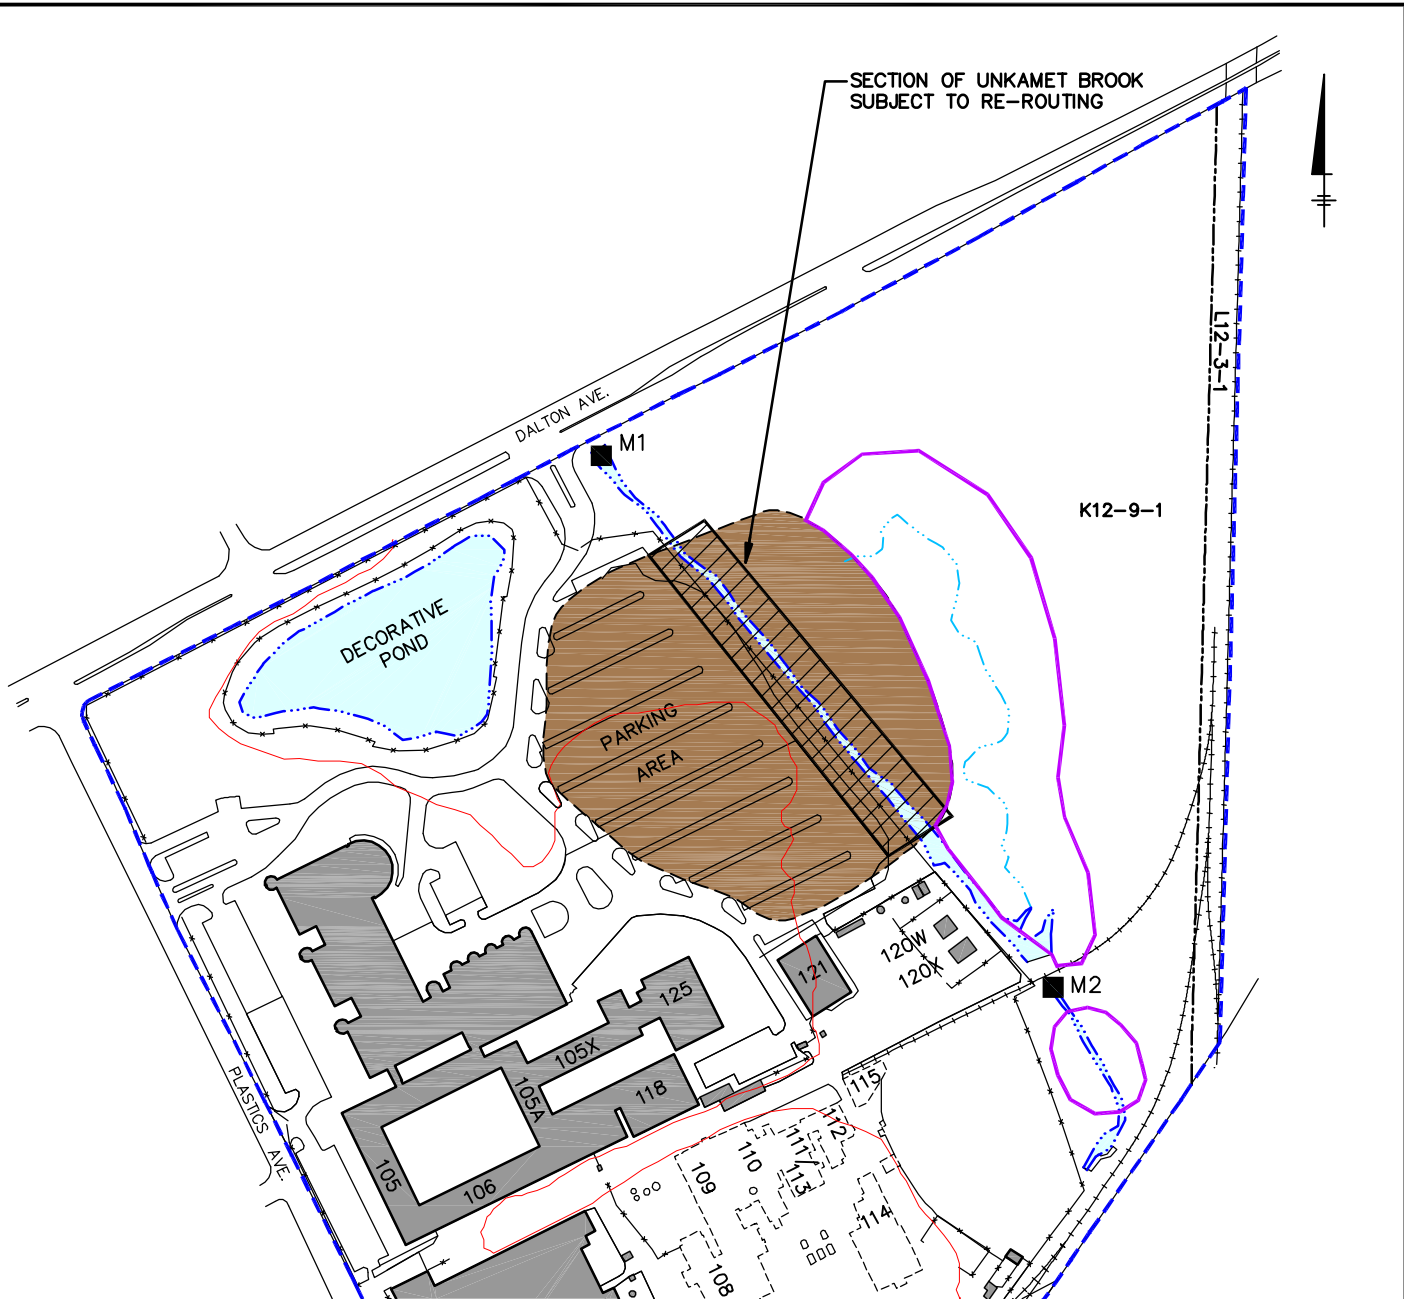 SECTION OF UNKAMET BROOK
SUBJECT TO RE-ROUTING
L12-3-1
DALTON AVE.
M1
K12-9-1
DECORATIVE
POND
PARKING
AREA
120W
120X
121
M2
125
105X
105A
118
115
112
111/
113
110
109
PLASTICS AVE.
105
106
114
108